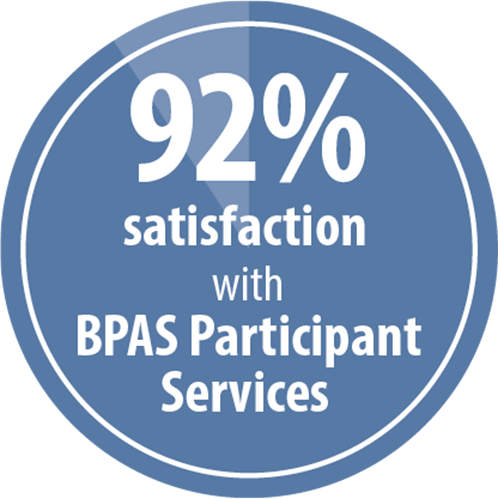 92%
satisfaction
with
BPAS Participant
Services